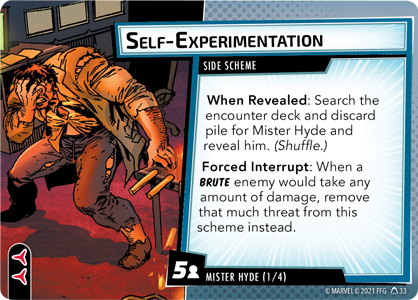 SELF-EXPERIMENTATION
SIDE SCHEME
When Revealed: Search the
encounter deck and discard
pile for Mister Hyde and
reveal him. (Shuffle.)
Forced Interrupt: When a
BRUTE enemy would take any
amount of damage, remove
that much threat from this
scheme instead.
5
MISTER HYDE (1/4)
© MARVEL © 2021 FFG 33